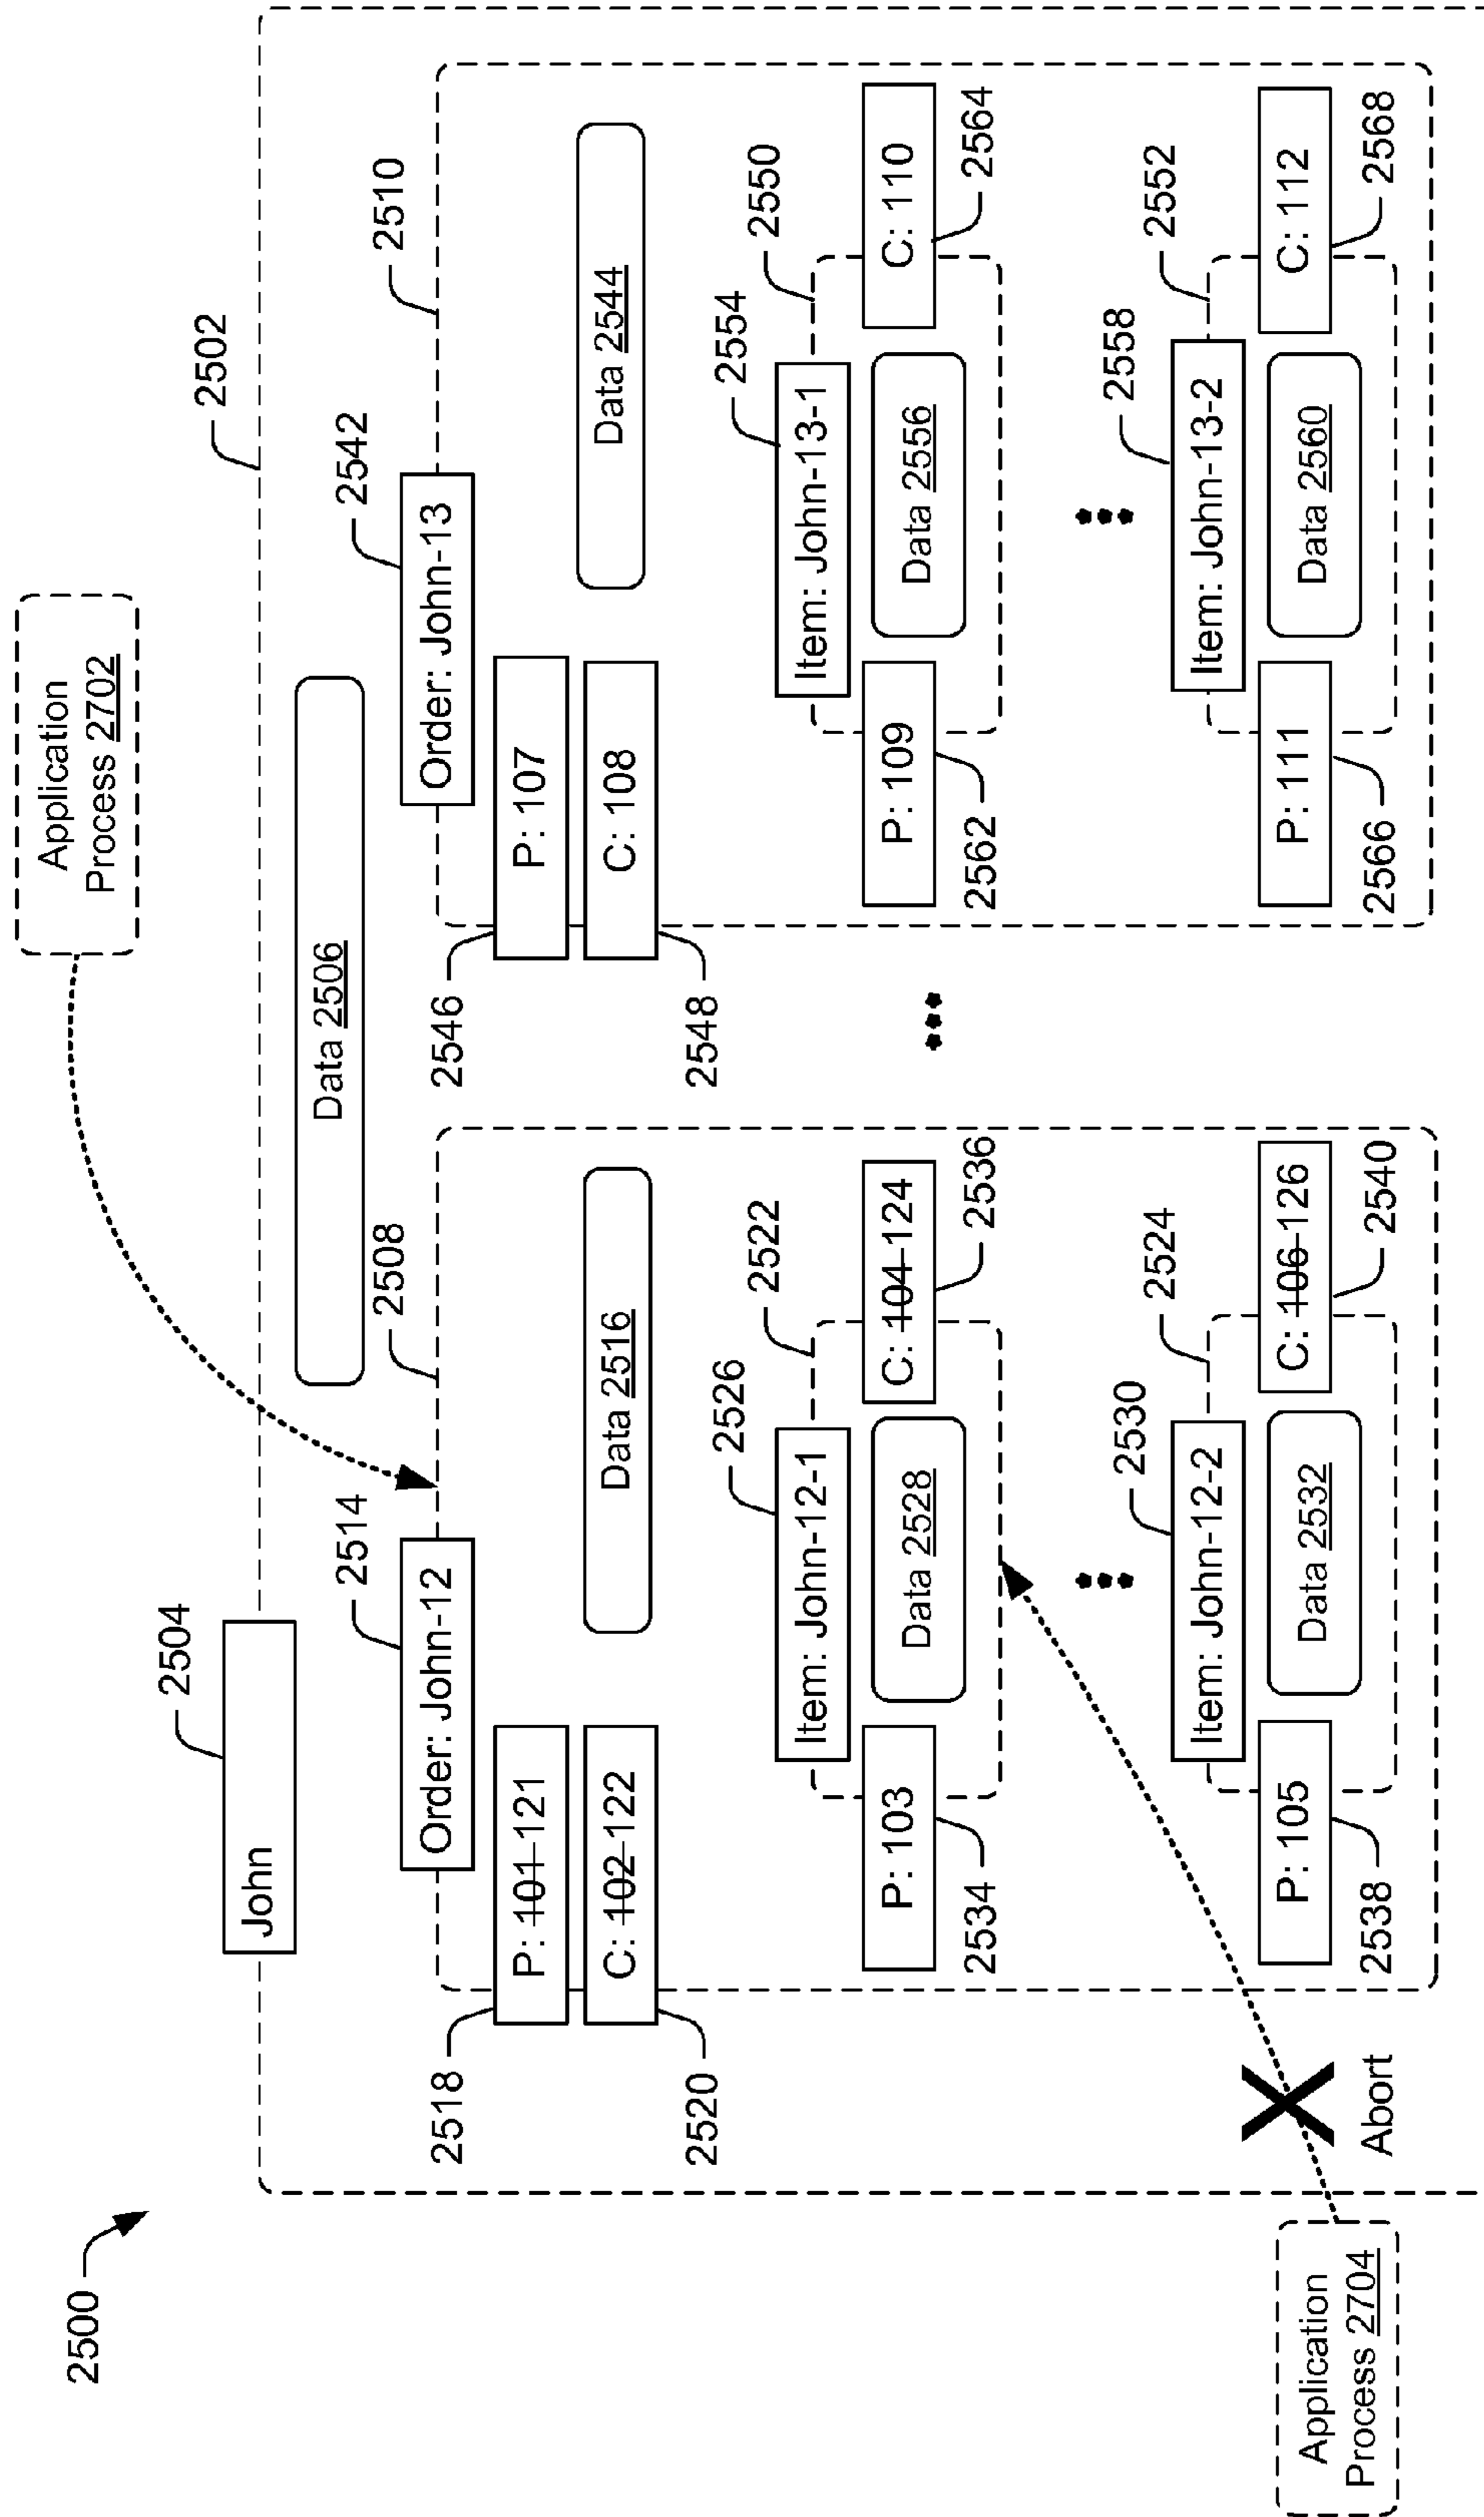 2500
Application
Process 2702
2502
2504
John
Data 2506
2508
2510
2514
Order: John-12
2518
P: 101 121
C: 102 122
2520
Data 2516
2522
2526
Item: John-12-1
P: 103
Data 2528
C: 104 124
2534
2536
2524
2530
Item: John-12-2
P: 105
Data 2532
C: 106 126
2538
2540
2542
Order: John-13
2546
P: 107
C: 108
2548
Data 2544
2550
2554
Item: John-13-1
P: 109
Data 2556
C: 110
2562
2564
2552
2558
Item: John-13-2
P: 111
Data 2560
C: 112
2566
2568
Application
Process 2704
Abort